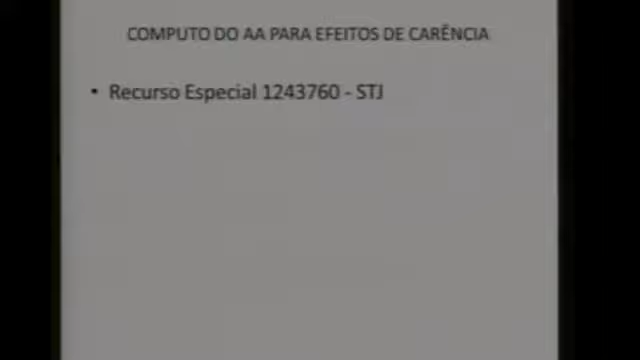 COMPUTO DO AA PARA EFEITOS DE CARÊNCIA
• Recurso Especial 1243760 - STJ